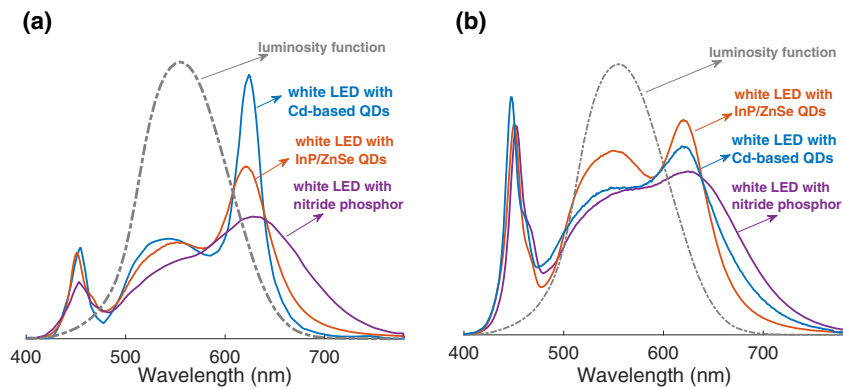 (a)
luminosity function
white LED with
Cd-based QDs
white LED with
InP/ZnSe QDs
white LED with
nitride phosphor
400
500
600
700
Wavelength (nm)
(b)
luminosity function
white LED with
InP/ZnSe QDs
white LED with
Cd-based QDs
white LED with
nitride phosphor
400
500
600
700
Wavelength (nm)